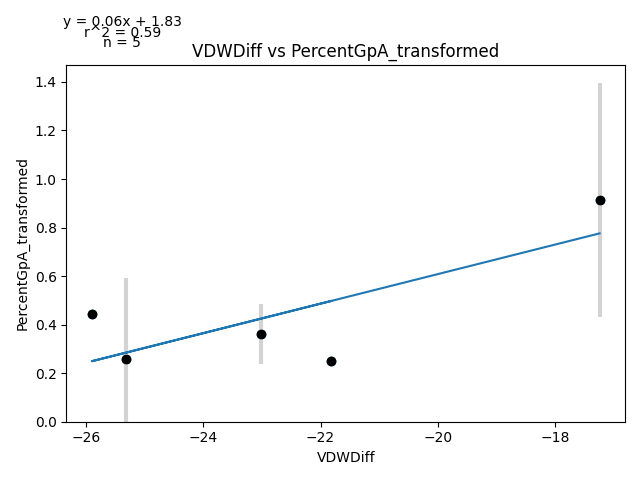 y = 0.06x + 1.83
r^2 = 0.59
n = 5
VDWDiff vs PercentGpA_transformed
PercentGpA_transformed
1.4
1.2
1.0
0.8
0.6
0.4
0.2
0.0
−26
−24
−22
−20
−18
VDWDiff